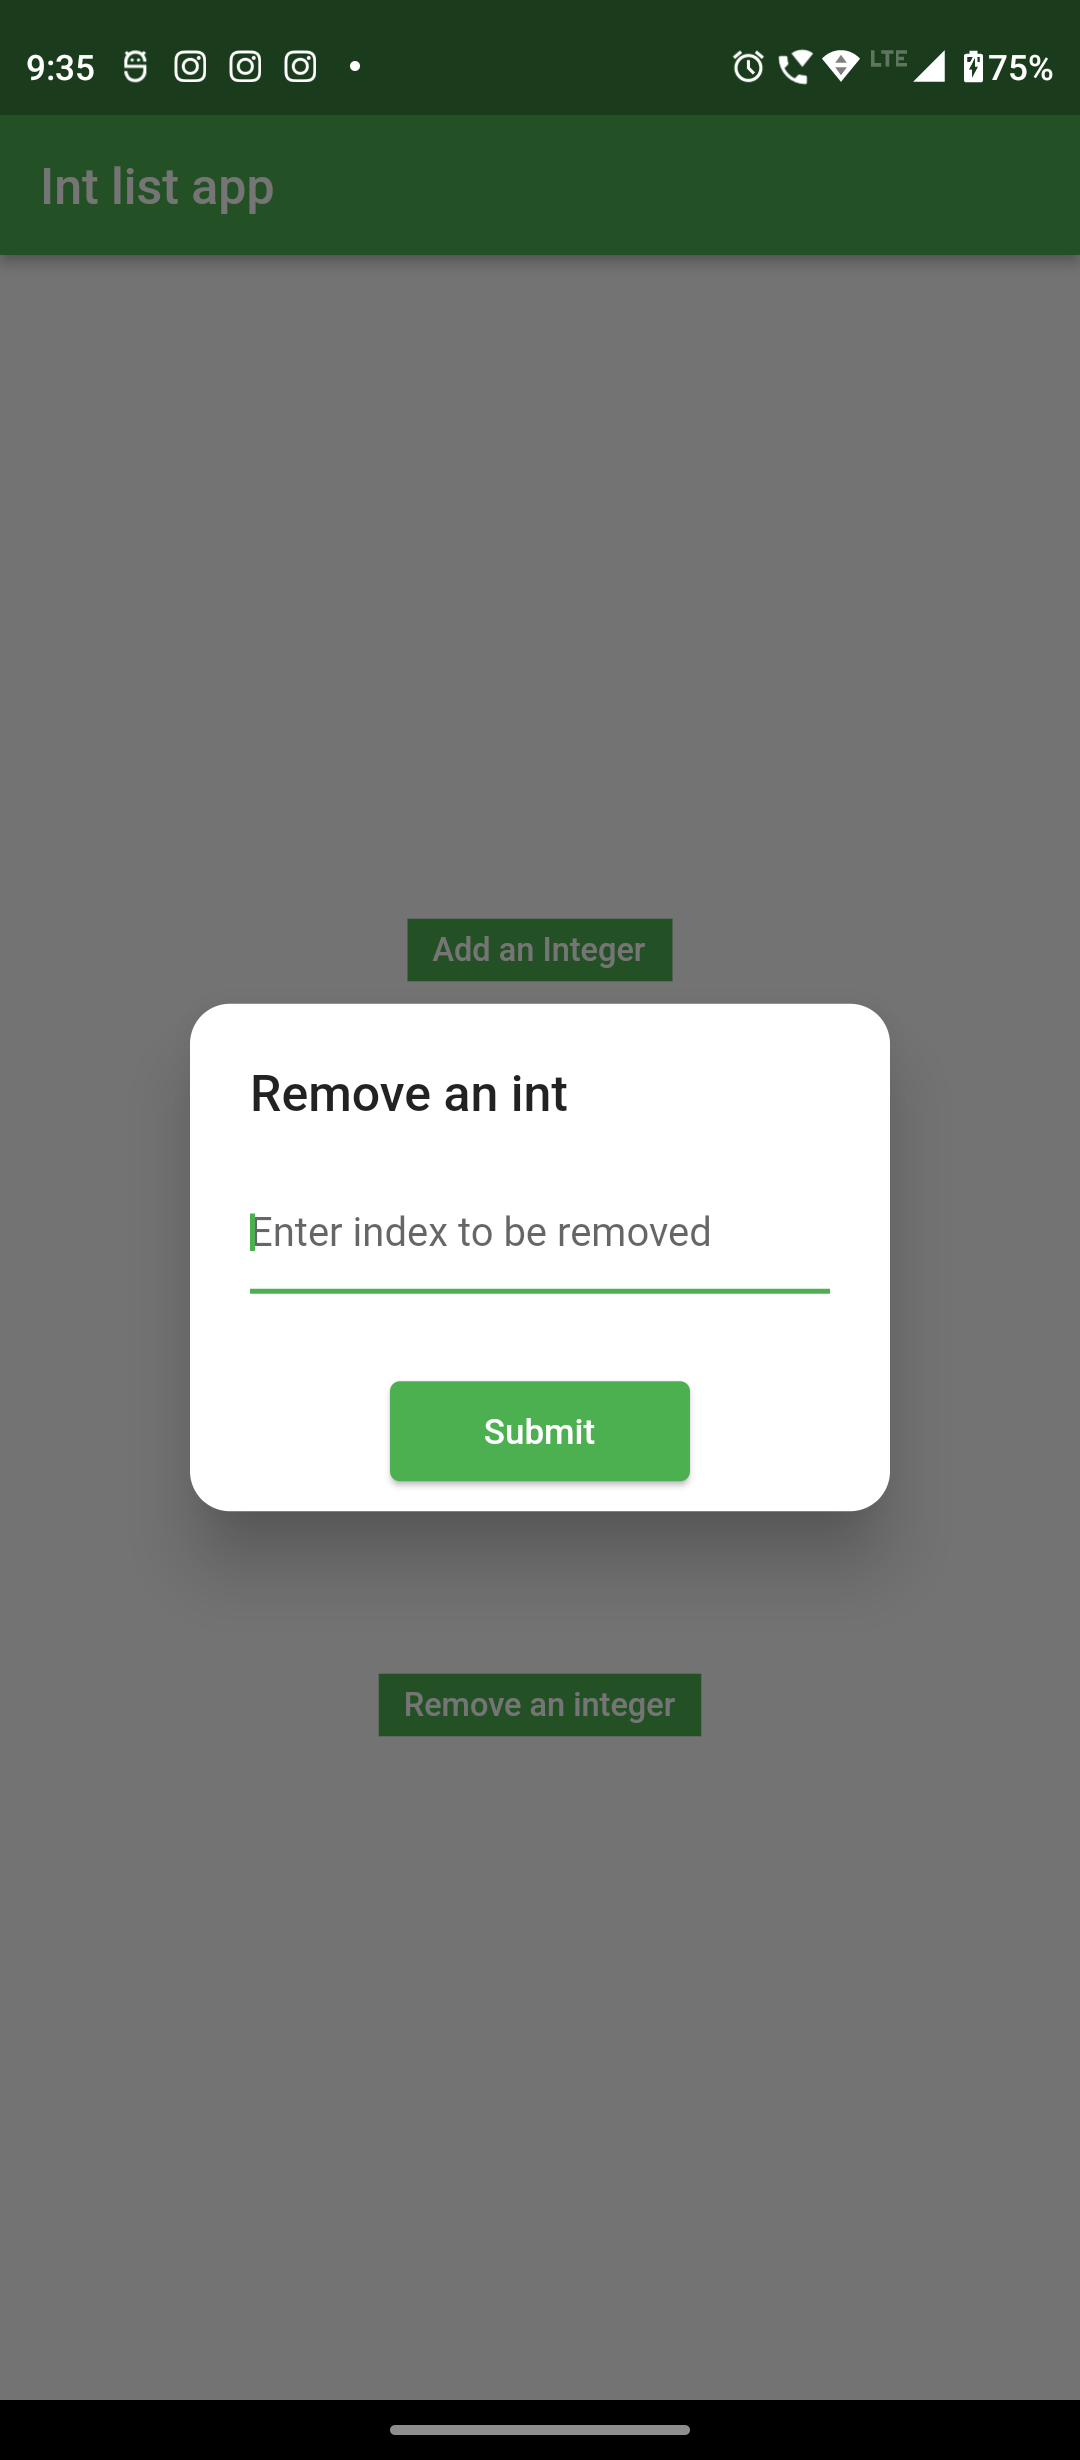 9:35 LTE 75%
Int list app
Add an Integer
Remove an int
Enter index to be removed
Submit
Remove an integer